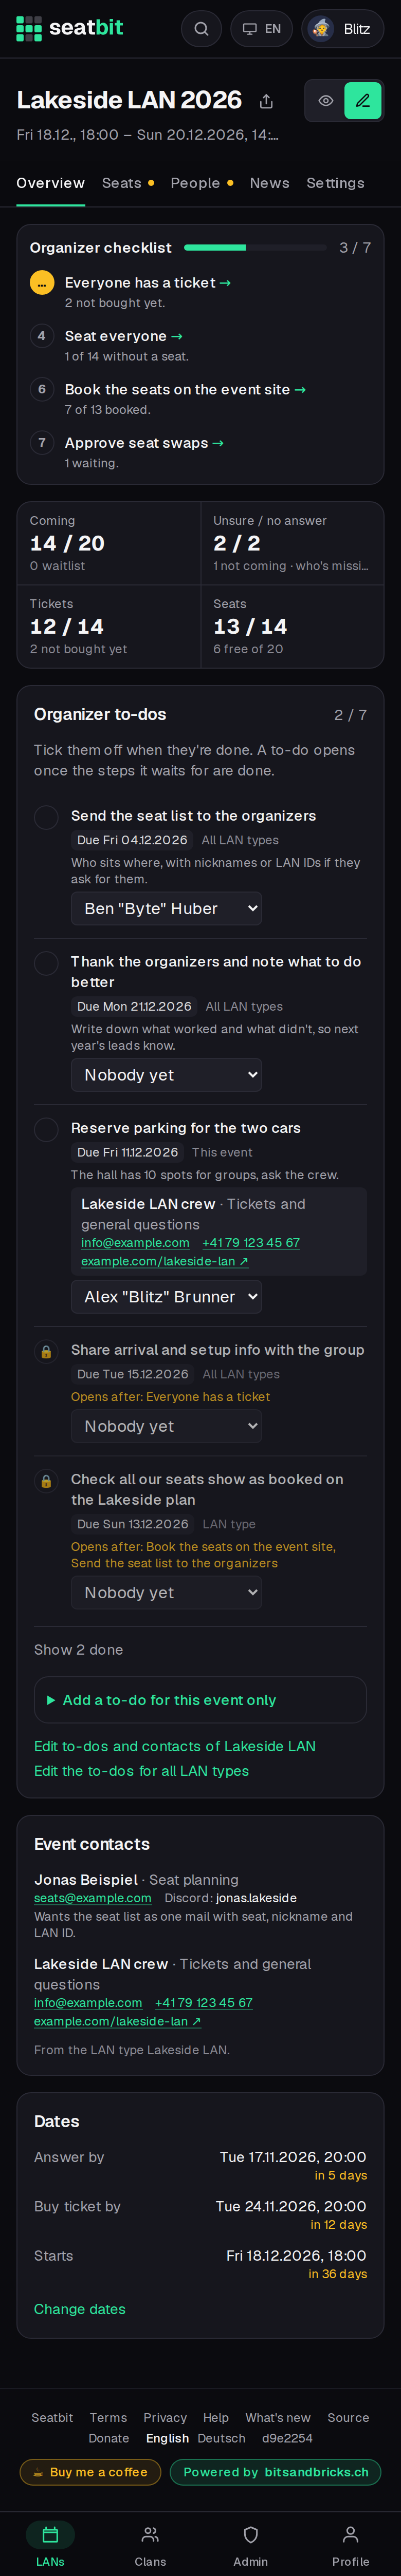 seatbit
EN
Blitz
Lakeside LAN 2026
Fri 18.12., 18:00 – Sun 20.12.2026, 14:…
Overview Seats People News Settings
Organizer checklist 3 / 7
… Everyone has a ticket →
2 not bought yet.
4 Seat everyone →
1 of 14 without a seat.
6 Book the seats on the event site →
7 of 13 booked.
7 Approve seat swaps →
1 waiting.
Coming
14 / 20
0 waitlist
Unsure / no answer
2 / 2
1 not coming · who's missi…
Tickets
12 / 14
2 not bought yet
Seats
13 / 14
6 free of 20
Organizer to-dos 2 / 7
Tick them off when they're done. A to-do opens
once the steps it waits for are done.
Send the seat list to the organizers
Due Fri 04.12.2026 All LAN types
Who sits where, with nicknames or LAN IDs if they
ask for them.
Ben "Byte" Huber
Thank the organizers and note what to do
better
Due Mon 21.12.2026 All LAN types
Write down what worked and what didn't, so next
year's leads know.
Nobody yet
Reserve parking for the two cars
Due Fri 11.12.2026 This event
The hall has 10 spots for groups, ask the crew.
Lakeside LAN crew · Tickets and
general questions
info@example.com +41 79 123 45 67
example.com/lakeside-lan ↗
Alex "Blitz" Brunner
Share arrival and setup info with the group
Due Tue 15.12.2026 All LAN types
Opens after: Everyone has a ticket
Nobody yet
Check all our seats show as booked on
the Lakeside plan
Due Sun 13.12.2026 LAN type
Opens after: Book the seats on the event site,
Send the seat list to the organizers
Nobody yet
Show 2 done
▶ Add a to-do for this event only
Edit to-dos and contacts of Lakeside LAN
Edit the to-dos for all LAN types
Event contacts
Jonas Beispiel · Seat planning
seats@example.com Discord: jonas.lakeside
Wants the seat list as one mail with seat, nickname and
LAN ID.
Lakeside LAN crew · Tickets and general
questions
info@example.com +41 79 123 45 67
example.com/lakeside-lan ↗
From the LAN type Lakeside LAN.
Dates
Answer by Tue 17.11.2026, 20:00
in 5 days
Buy ticket by Tue 24.11.2026, 20:00
in 12 days
Starts Fri 18.12.2026, 18:00
in 36 days
Change dates
Seatbit Terms Privacy Help What's new Source
Donate English Deutsch d9e2254
Buy me a coffee Powered by bitsandbricks.ch
LANs Clans Admin Profile